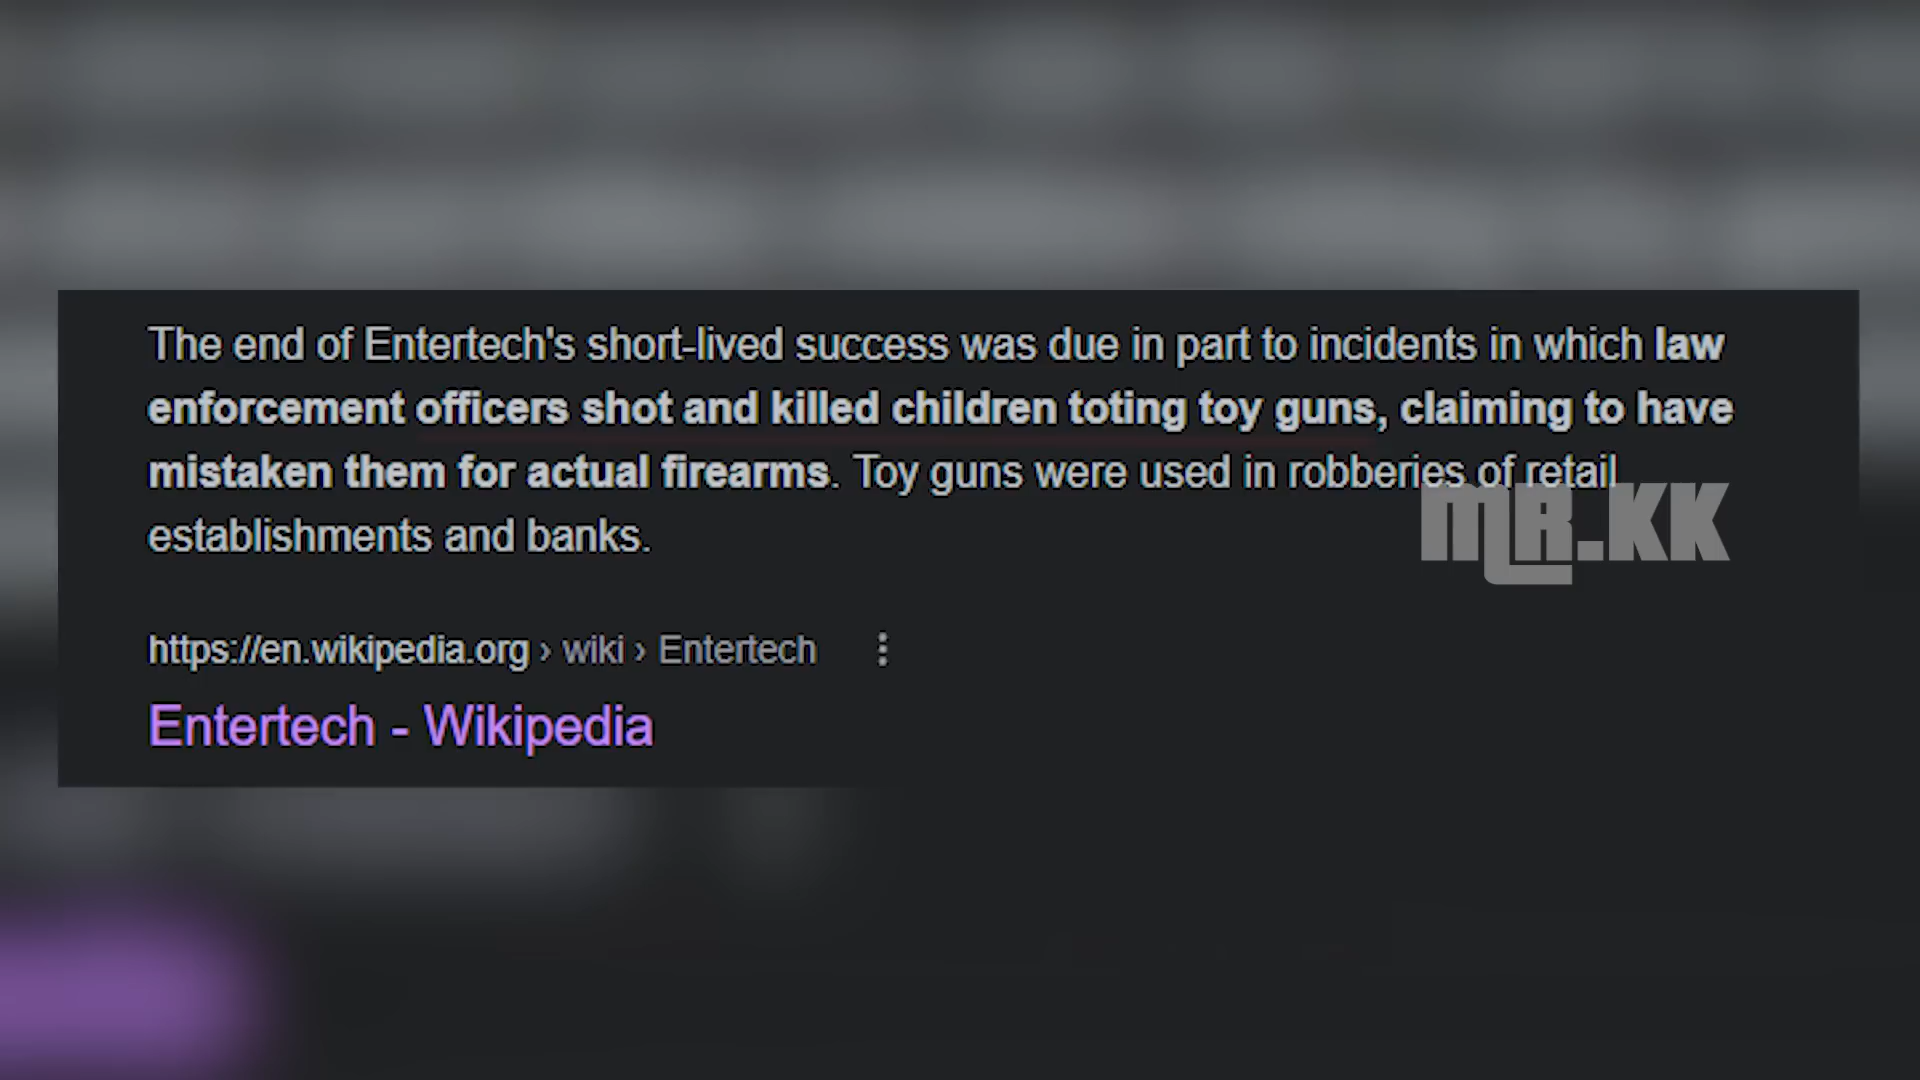 The end of Entertech's short-lived success was due in part to incidents in which law
enforcement officers shot and killed children toting toy guns, claiming to have
mistaken them for actual firearms. Toy guns were used in robberies of retail
establishments and banks.
MR.KK
https://en.wikipedia.org › wiki › Entertech
Entertech - Wikipedia